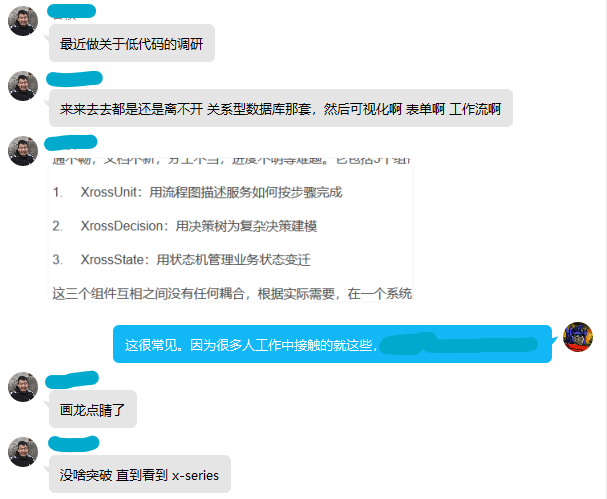 最近做关于低代码的调研
来来去去都是还是离不开 关系型数据库那套，然后可视化啊 表单啊 工作流啊
通不畅，文档不新，分工不当，进度不明等难题。它包括3个组件
1. XrossUnit：用流程图描述服务如何按步骤完成
2. XrossDecision：用决策树为复杂决策建模
3. XrossState：用状态机管理业务状态变迁
这三个组件互相之间没有任何耦合，根据实际需要，在一个系统
这很常见。因为很多人工作中接触的就这些，
画龙点睛了
没啥突破 直到看到 x-series